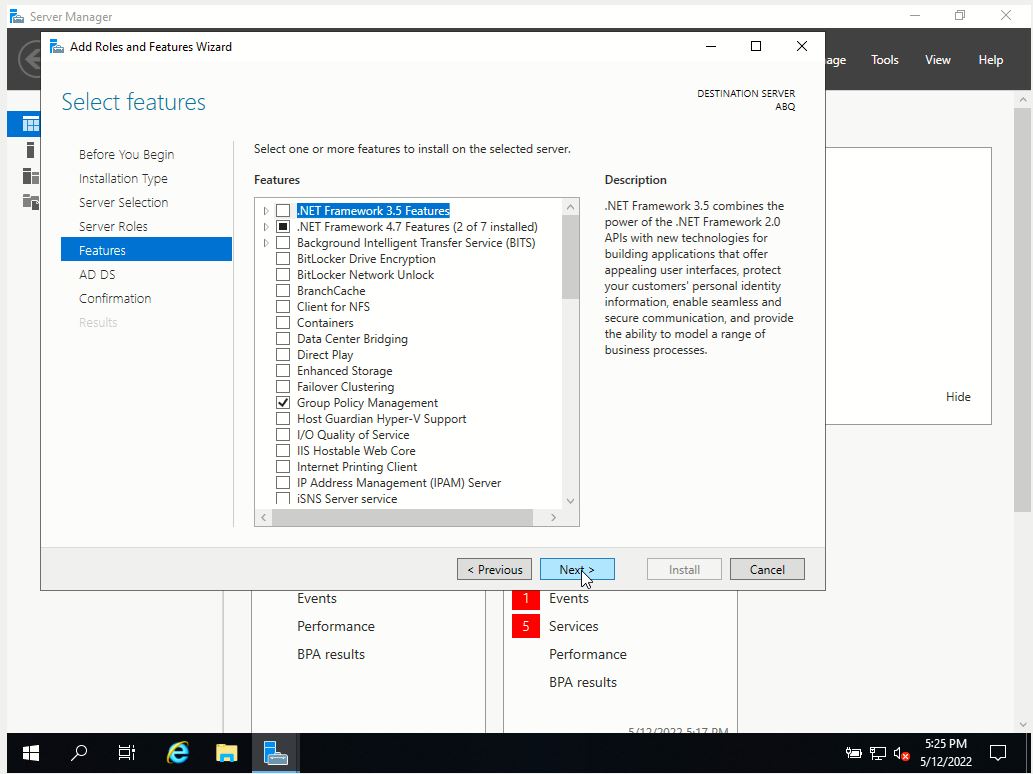 Server Manager
Add Roles and Features Wizard
age Tools View Help
Select features
DESTINATION SERVER
ABQ
Before You Begin
Installation Type
Server Selection
Server Roles
Features
AD DS
Confirmation
Results
Select one or more features to install on the selected server.
Features
.NET Framework 3.5 Features
.NET Framework 4.7 Features (2 of 7 installed)
Background Intelligent Transfer Service (BITS)
BitLocker Drive Encryption
BitLocker Network Unlock
BranchCache
Client for NFS
Containers
Data Center Bridging
Direct Play
Enhanced Storage
Failover Clustering
Group Policy Management
Host Guardian Hyper-V Support
I/O Quality of Service
IIS Hostable Web Core
Internet Printing Client
IP Address Management (IPAM) Server
iSNS Server service
Description
.NET Framework 3.5 combines the
power of the .NET Framework 2.0
APIs with new technologies for
building applications that offer
appealing user interfaces, protect
your customers' personal identity
information, enable seamless and
secure communication, and provide
the ability to model a range of
business processes.
Hide
< Previous
Next >
Install
Cancel
Events
Performance
BPA results
1 Events
5 Services
Performance
BPA results
5/12/2022 5:17 PM
5:25 PM
5/12/2022